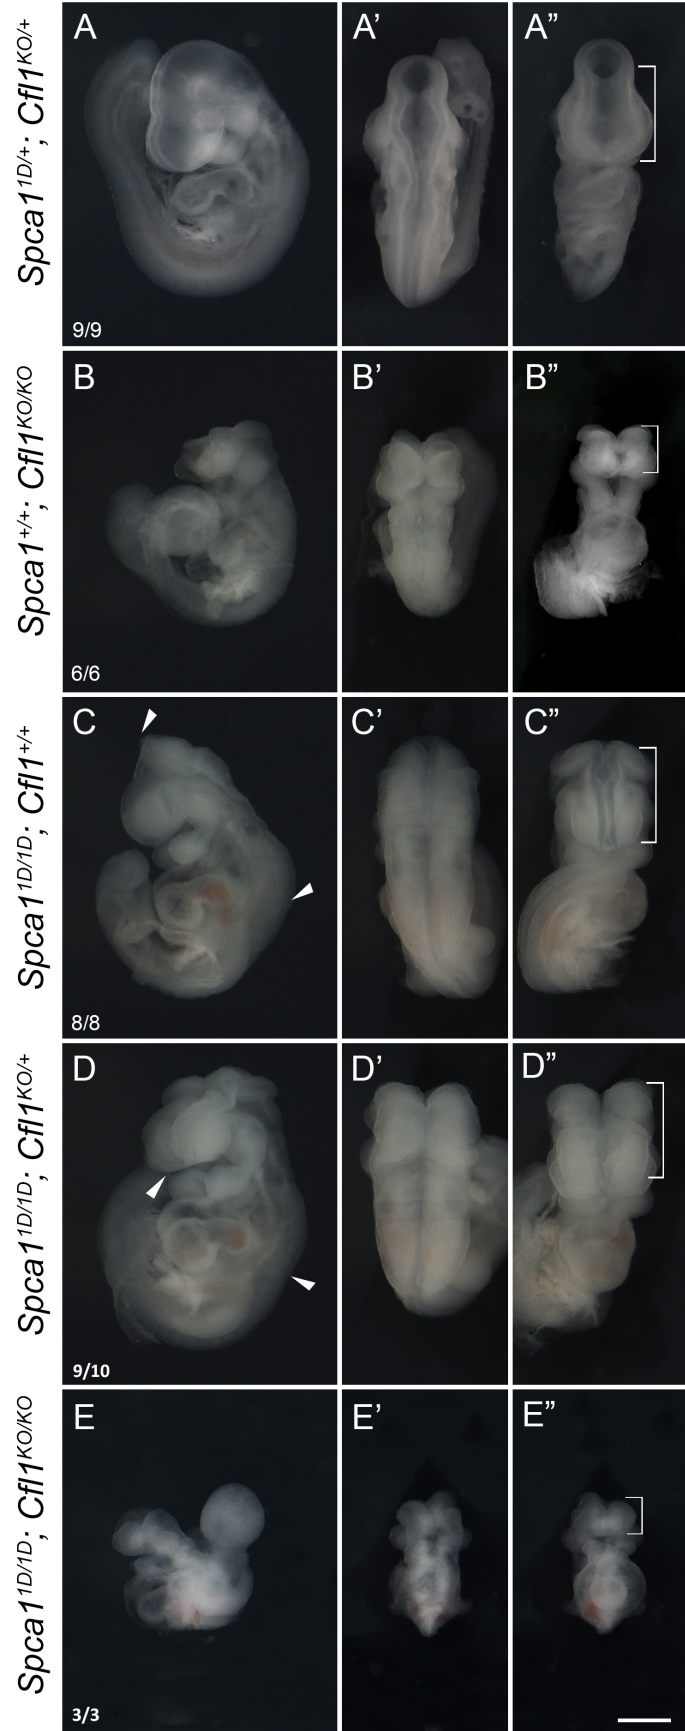 Spca1 1D/+; Cfl1 KO/+
A
A’
A”
9/9
Spca1 +/+; Cfl1 KO/KO
B
B’
B”
6/6
Spca1 1D/1D; Cfl1 +/+
C
C’
C”
8/8
Spca1 1D/1D; Cfl1 KO/+
D
D’
D”
9/10
Spca1 1D/1D; Cfl1 KO/KO
E
E’
E”
3/3